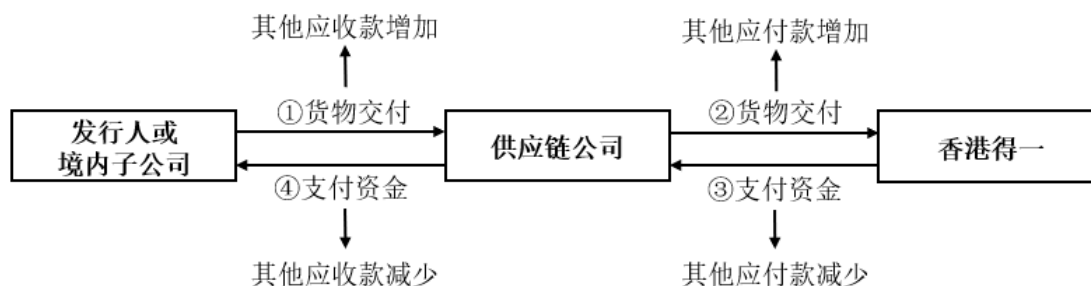 其他应收款增加
其他应付款增加
①货物交付
②货物交付
发行人或
境内子公司
供应链公司
香港得一
④支付资金
③支付资金
其他应收款减少
其他应付款减少